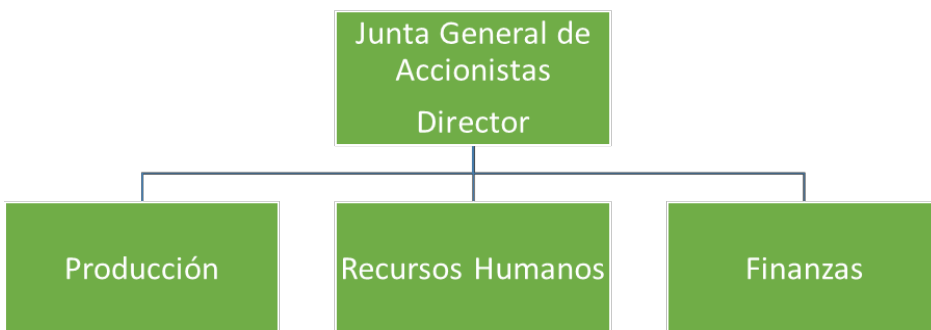 Junta General de
Accionistas
Director
Producción
Recursos Humanos
Finanzas